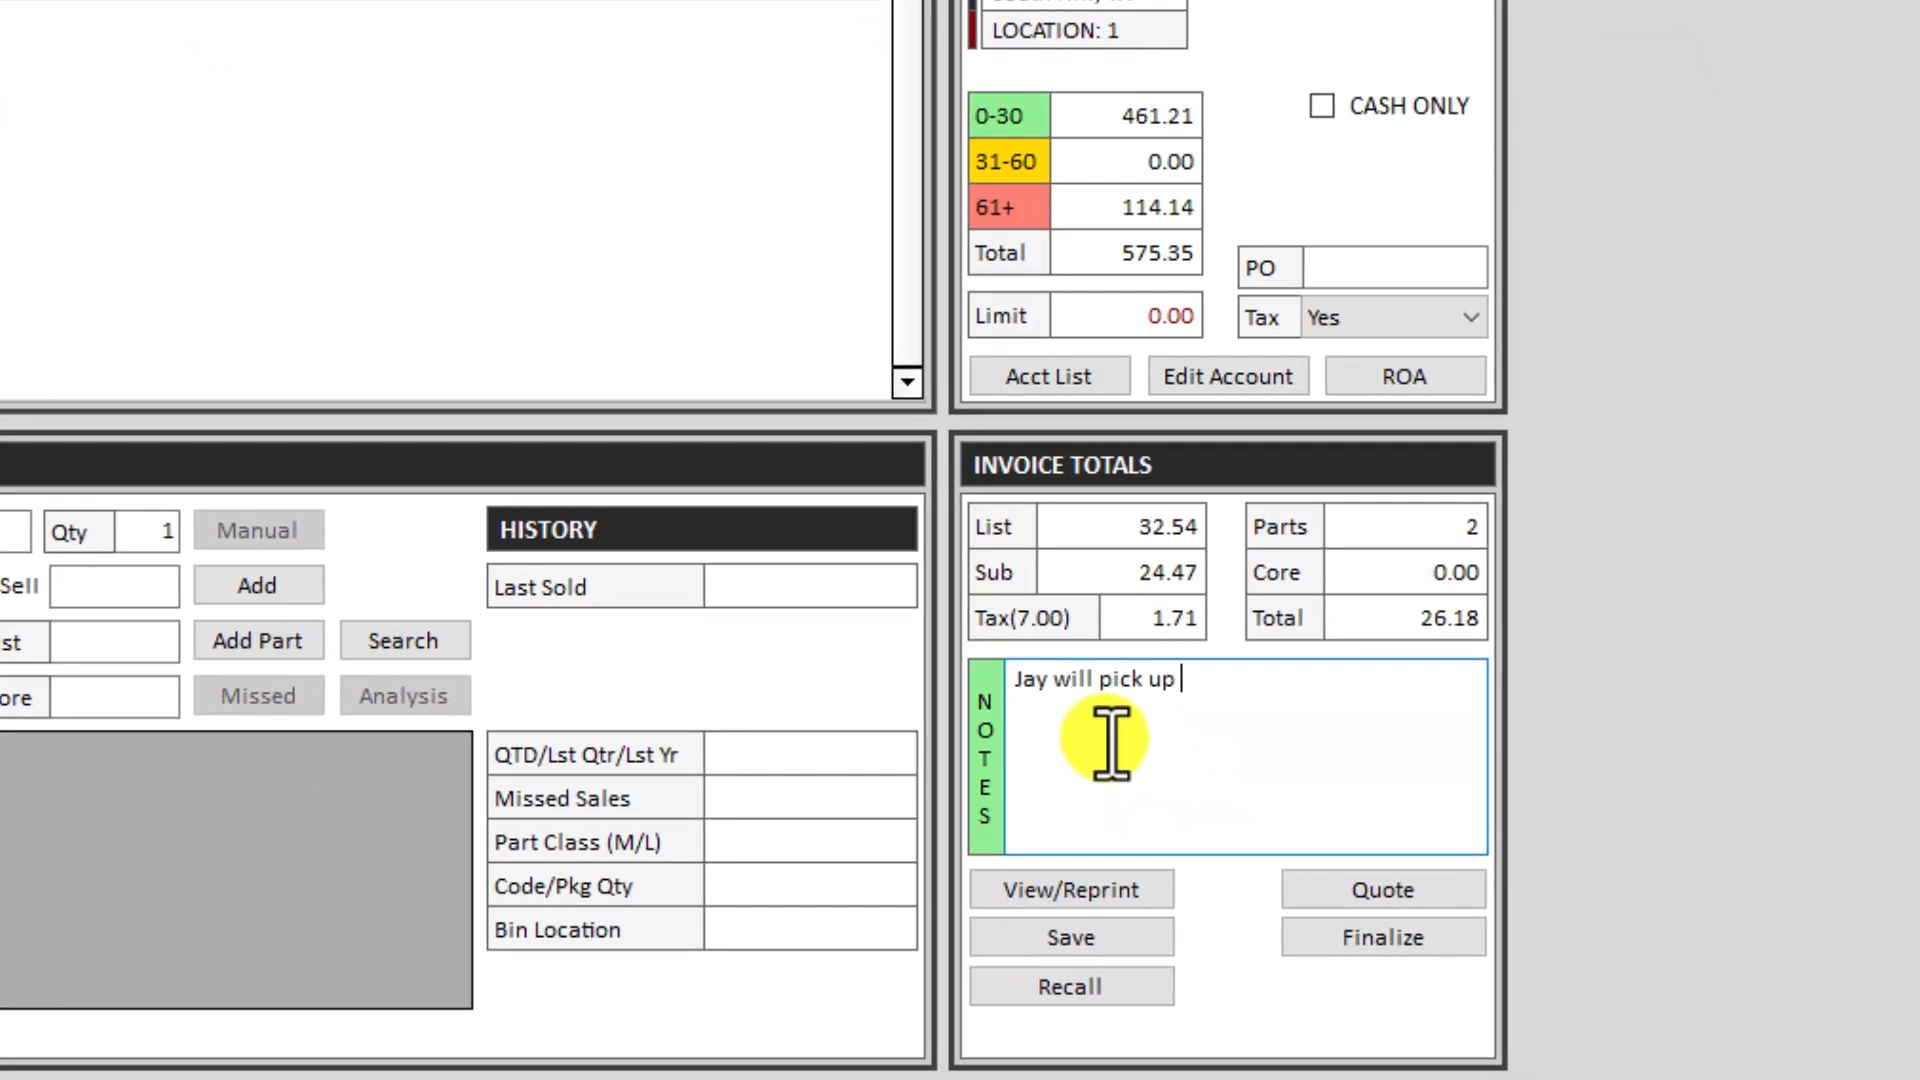 LOCATION: 1
0-30 461.21
CASH ONLY
31-60 0.00
61+ 114.14
Total 575.35
PO
Limit 0.00
Tax Yes
Acct List Edit Account ROA
Qty 1 Manual
Sell Add
st Add Part Search
ore Missed Analysis
HISTORY
Last Sold
QTD/Lst Qtr/Lst Yr
Missed Sales
Part Class (M/L)
Code/Pkg Qty
Bin Location
INVOICE TOTALS
List 32.54 Parts 2
Sub 24.47 Core 0.00
Tax(7.00) 1.71 Total 26.18
NOTES
Jay will pick up
View/Reprint Quote
Save Finalize
Recall